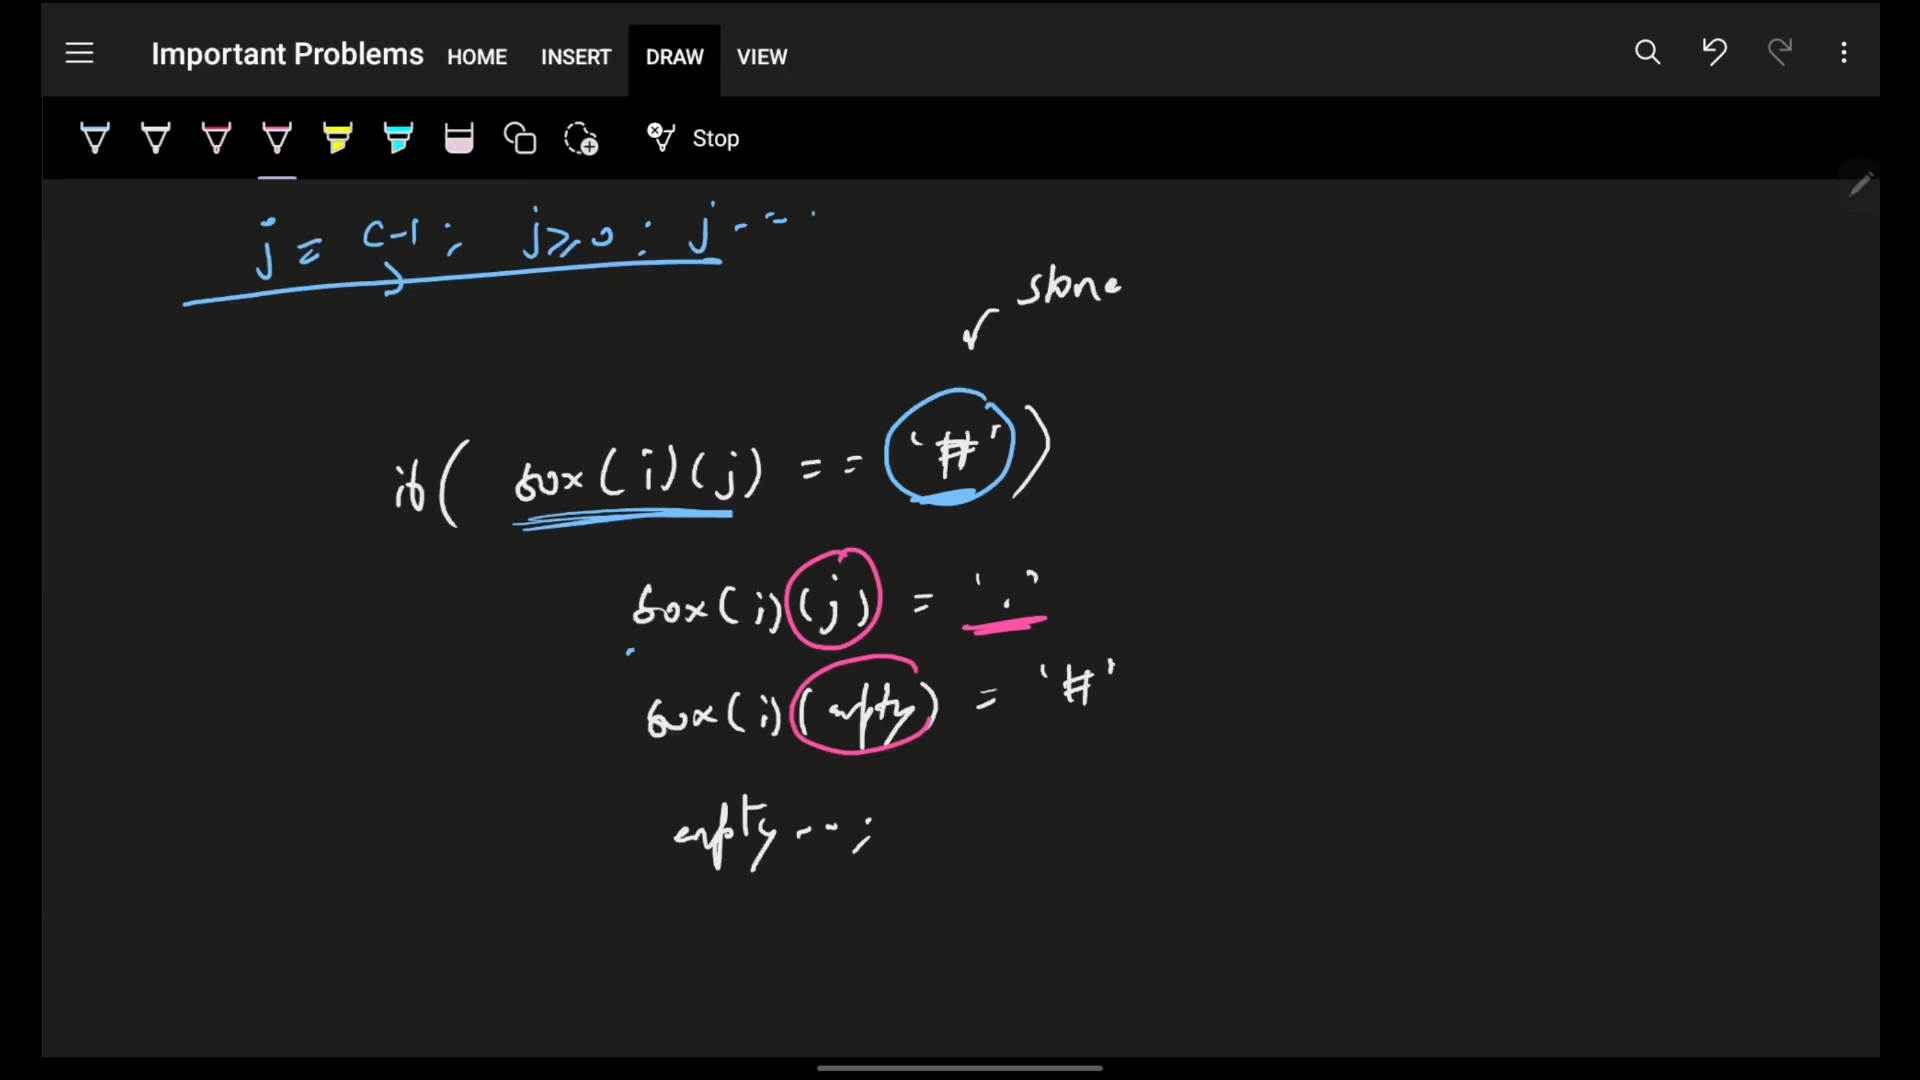 Important Problems HOME INSERT DRAW VIEW
Stop
j = c-1 ; j>=0 ; j--
stone
if( box(i)(j) == '#')
box(i)(j) = '.'
box(i)(empty) = '#'
empty--;